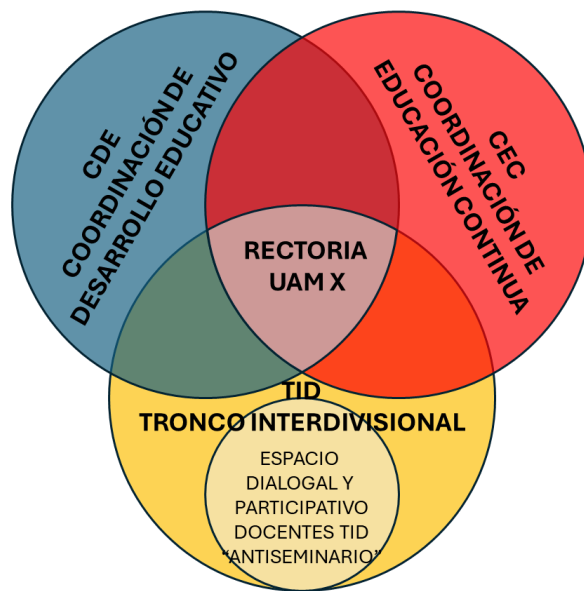 CDE
COORDINACIÓN DE
DESARROLLO EDUCATIVO
CEC
COORDINACIÓN DE
EDUCACIÓN CONTINUA
RECTORIA
UAM X
TID
TRONCO INTERDIVISIONAL
ESPACIO
DIALOGAL Y
PARTICIPATIVO
DOCENTES TID
“ANTISEMINARIO”